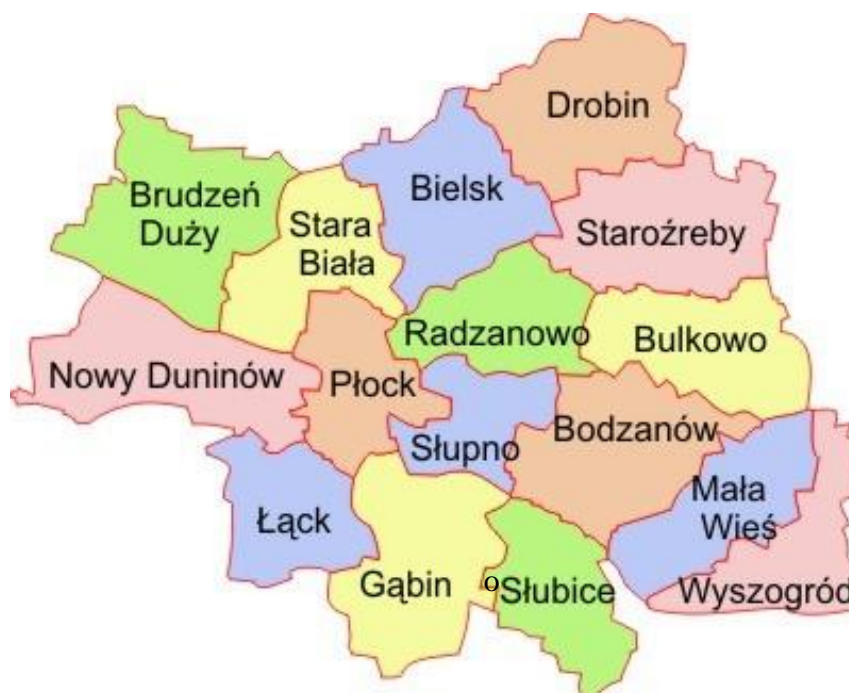 Drobin
Brudzeń
Duży
Stara
Biała
Bielsk
Staroźreby
Radzanowo
Bulkowo
Nowy Duninów
Płock
Słupno
Bodzanów
Mała
Wieś
Łąck
Gąbin
o
Słubice
Wyszogród